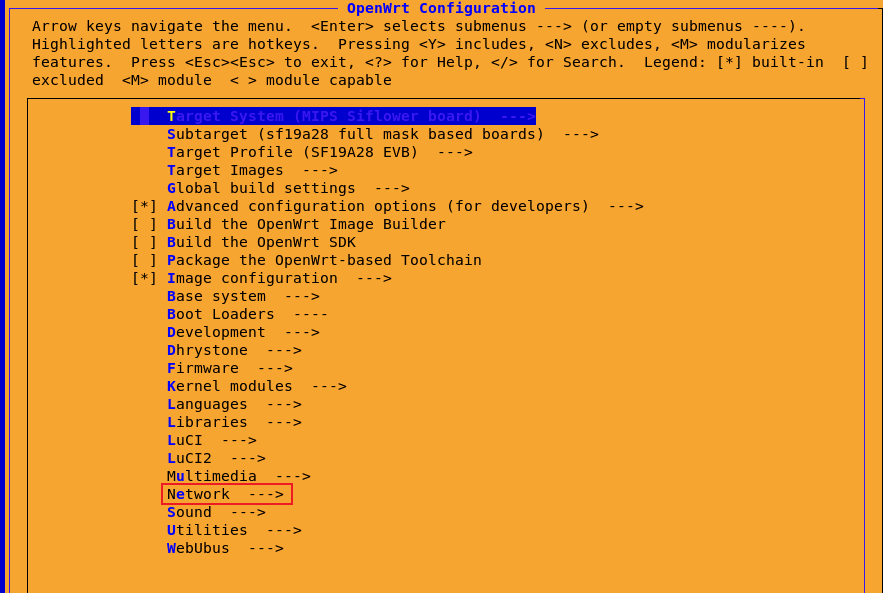 OpenWrt Configuration
Arrow keys navigate the menu.  <Enter> selects submenus ---> (or empty submenus ----).
Highlighted letters are hotkeys.  Pressing <Y> includes, <N> excludes, <M> modularizes
features.  Press <Esc><Esc> to exit, <?> for Help, </> for Search.  Legend: [*] built-in  [ ]
excluded  <M> module  < > module capable
Target System (MIPS Siflower board)  --->
Subtarget (sf19a28 full mask based boards)  --->
Target Profile (SF19A28 EVB)  --->
Target Images  --->
Global build settings  --->
[*] Advanced configuration options (for developers)  --->
[ ] Build the OpenWrt Image Builder
[ ] Build the OpenWrt SDK
[ ] Package the OpenWrt-based Toolchain
[*] Image configuration  --->
Base system  --->
Boot Loaders  ----
Development  --->
Dhrystone  --->
Firmware  --->
Kernel modules  --->
Languages  --->
Libraries  --->
LuCI  --->
LuCI2  --->
Multimedia  --->
Network  --->
Sound  --->
Utilities  --->
WebUbus  --->